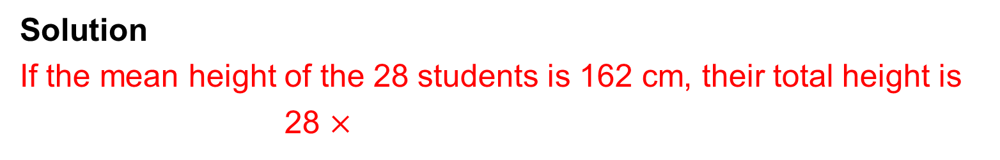 Solution
If the mean height of the 28 students is 162 cm, their total height is
28 ×